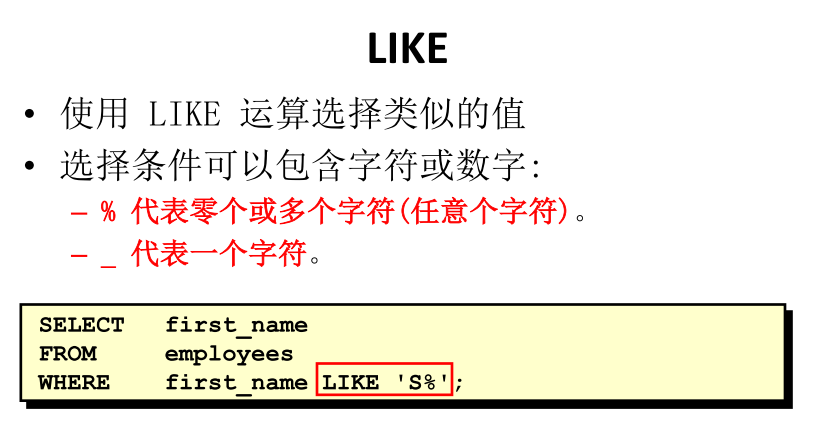 LIKE
• 使用 LIKE 运算选择类似的值
• 选择条件可以包含字符或数字:
– % 代表零个或多个字符(任意个字符)。
– _ 代表一个字符。
SELECT first_name
FROM employees
WHERE first_name LIKE 'S%';